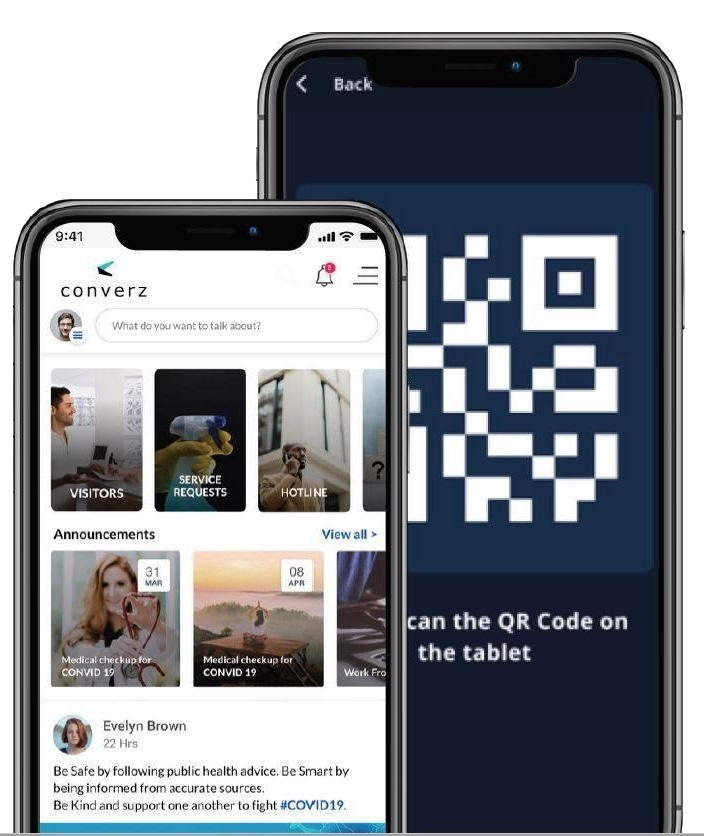 Back
9:41
8
converz
What do you want to talk about?
VISITORS
SERVICE
REQUESTS
HOTLINE
?
Announcements
View all >
31
MAR
08
APR
Medical checkup for
CONVID 19
Medical checkup for
CONVID 19
Work Fro
Evelyn Brown
22 Hrs
Be Safe by following public health advice. Be Smart by
being informed from accurate sources.
Be Kind and support one another to fight #COVID19.
can the QR Code on
the tablet